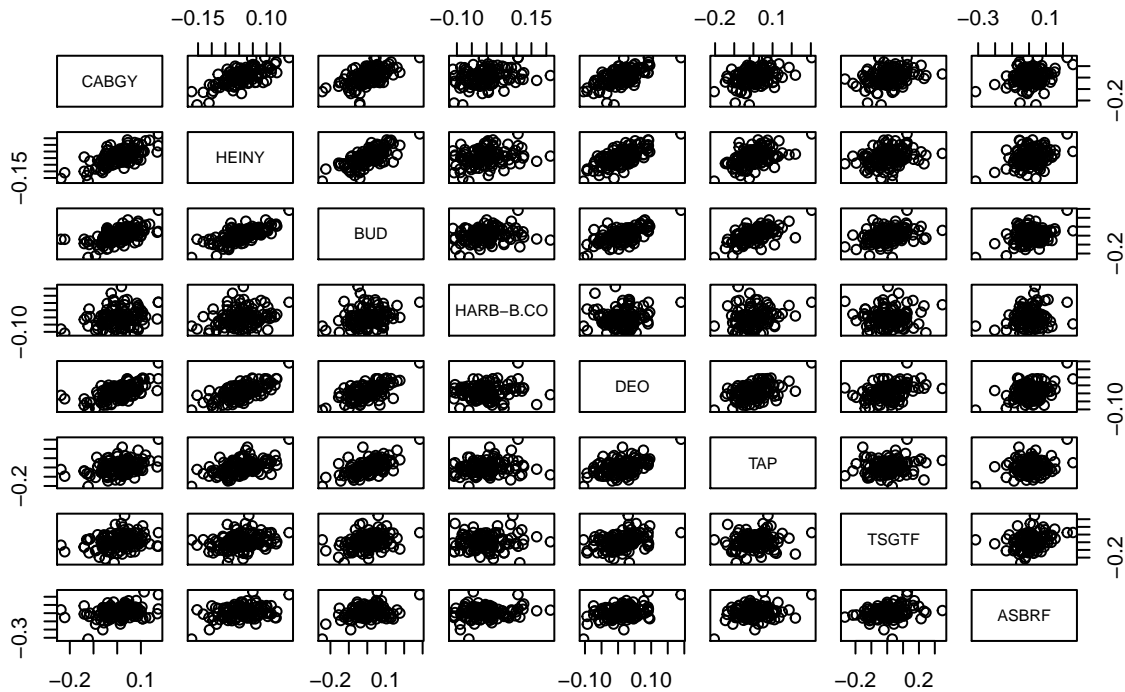 −0.15 0.10 −0.10 0.15 −0.2 0.1 −0.3 0.1
CABGY −0.2
−0.15 HEINY
BUD −0.2
−0.10 HARB−B.CO
DEO −0.10
−0.2 TAP
TSGTF −0.2
−0.3 ASBRF
−0.2 0.1 −0.2 0.1 −0.10 0.10 −0.2 0.2